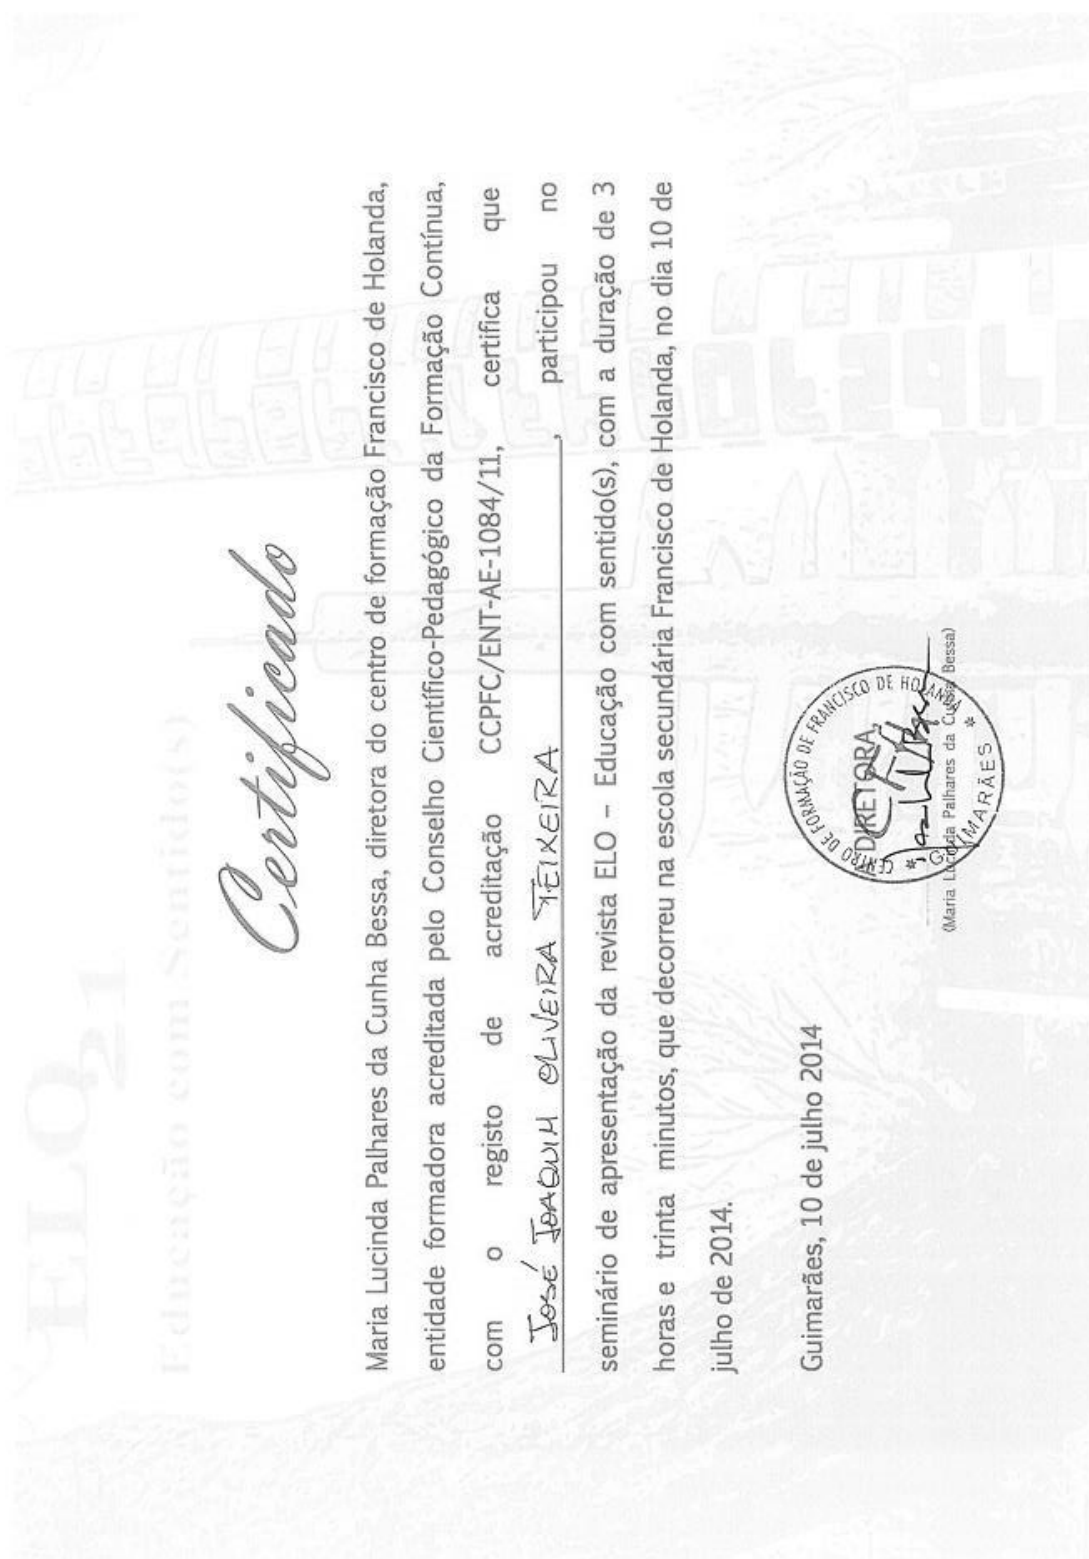 ELO 21
Educação com Sentido(s)
Certificado
Maria Lucinda Palhares da Cunha Bessa, diretora do centro de formação Francisco de Holanda,
entidade formadora acreditada pelo Conselho Científico-Pedagógico da Formação Contínua,
com o registo de acreditação CCPFC/ENT-AE-1084/11, certifica que
JOSÉ JOAQUIM OLIVEIRA TEIXEIRA, participou no
seminário de apresentação da revista ELO – Educação com sentido(s), com a duração de 3
horas e trinta minutos, que decorreu na escola secundária Francisco de Holanda, no dia 10 de
julho de 2014.
Guimarães, 10 de julho 2014
CENTRO DE FORMAÇÃO DE FRANCISCO DE HOLANDA
* GUIMARÃES *
DIRETORA,
(Maria Lucinda Palhares da Cunha Bessa)